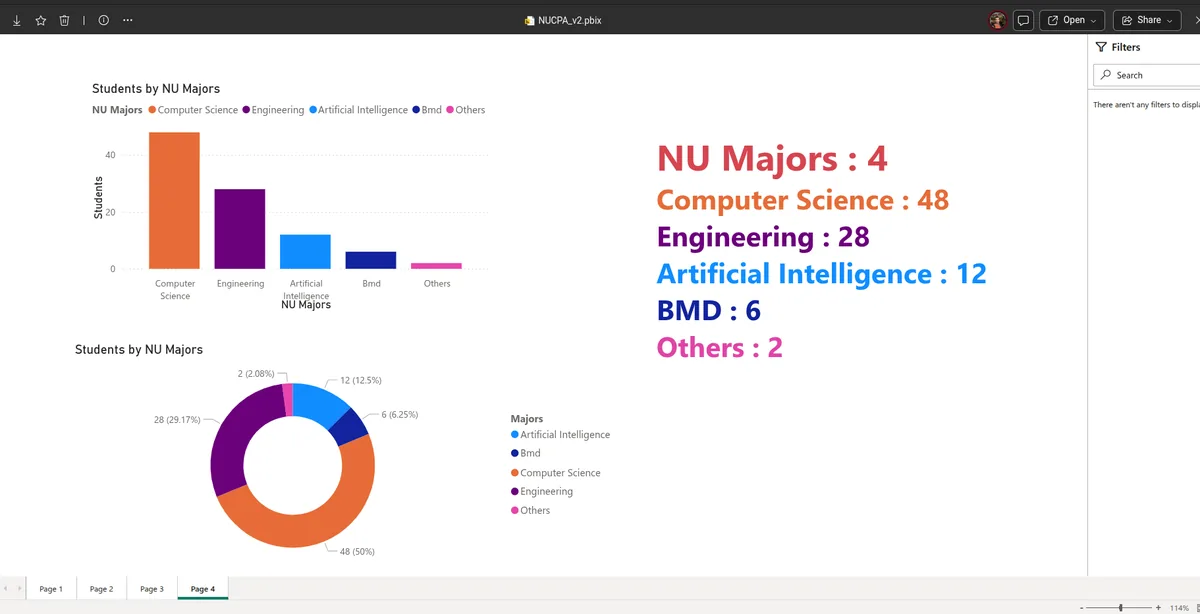 NUCPA_v2.pbix
Open
Share
Filters
Search
There aren't any filters to displa
Students by NU Majors
NU Majors Computer Science Engineering Artificial Intelligence Bmd Others
40
20
0
Students
Computer Science
Engineering
Artificial Intelligence
Bmd
Others
NU Majors
NU Majors : 4
Computer Science : 48
Engineering : 28
Artificial Intelligence : 12
BMD : 6
Others : 2
Students by NU Majors
2 (2.08%)
12 (12.5%)
6 (6.25%)
28 (29.17%)
48 (50%)
Majors
Artificial Intelligence
Bmd
Computer Science
Engineering
Others
Page 1
Page 2
Page 3
Page 4
- + 114%